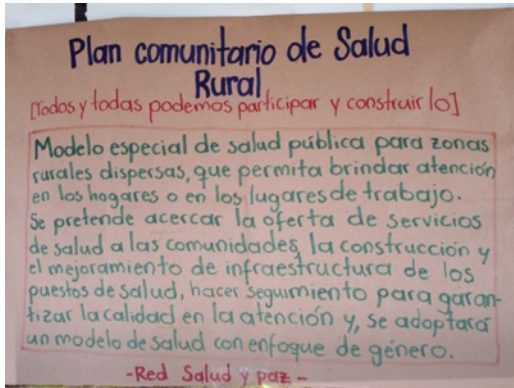 Plan comunitario de Salud
Rural
[Todos y todas podemos participar y construirlo]
Modelo especial de salud pública para zonas
rurales dispersas, que permita brindar atención
en los hogares o en los lugares de trabajo.
Se pretende acercar la oferta de servicios
de salud a las comunidades, la construcción y
el mejoramiento de infraestructura de los
puestos de salud, hacer seguimiento para garan-
tizar la calidad en la atención y, se adoptará
un modelo de salud con enfoque de género.
-Red Salud y paz-